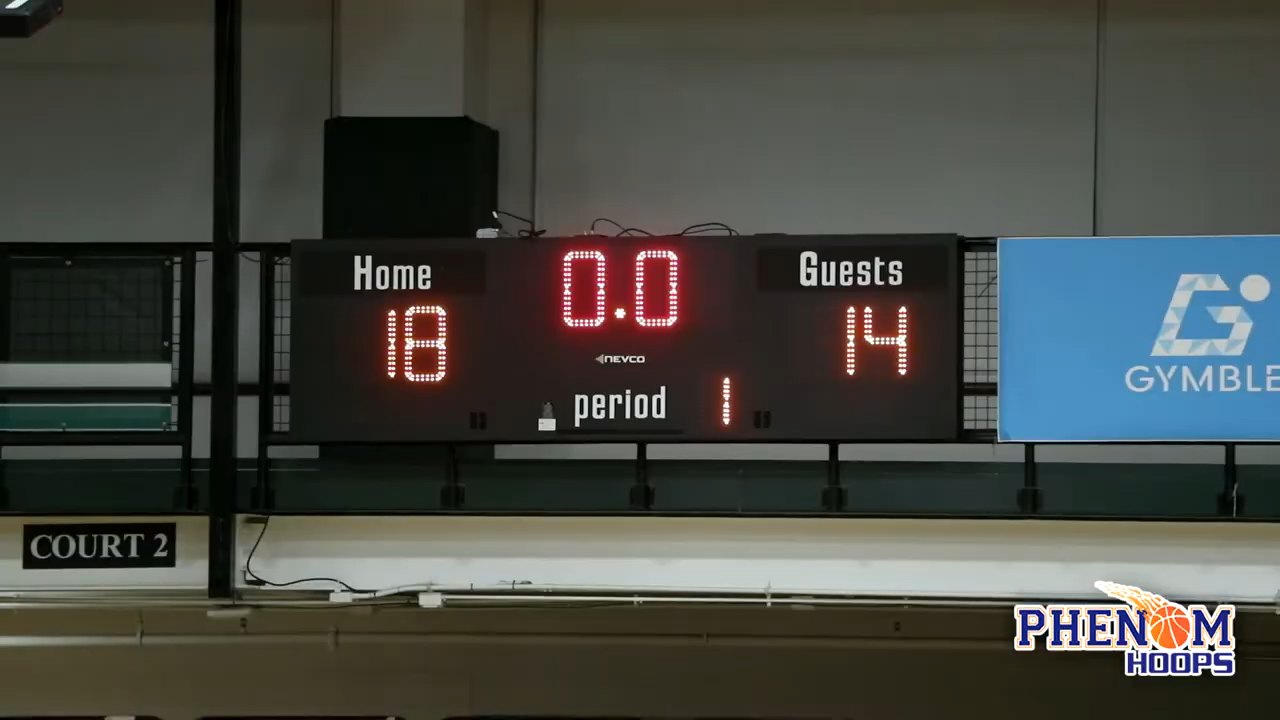 Home
0.0
Guests
18
14
NEVCO
period
1
GYMBLE
COURT 2
PHENOM
HOOPS